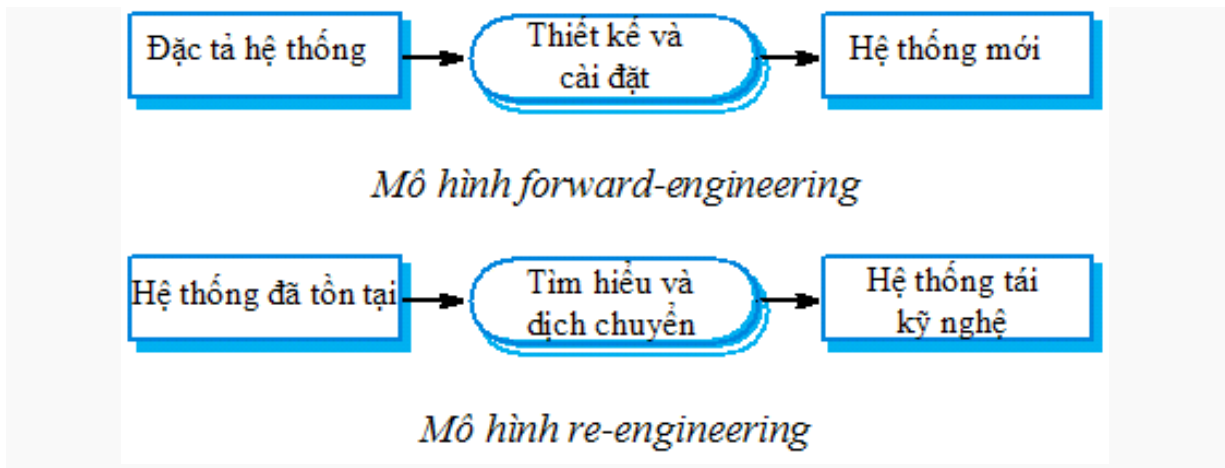 Đặc tả hệ thống
Thiết kế và
cài đặt
Hệ thống mới
Mô hình forward-engineering
Hệ thống đã tồn tại
Tìm hiểu và
dịch chuyển
Hệ thống tái
kỹ nghệ
Mô hình re-engineering